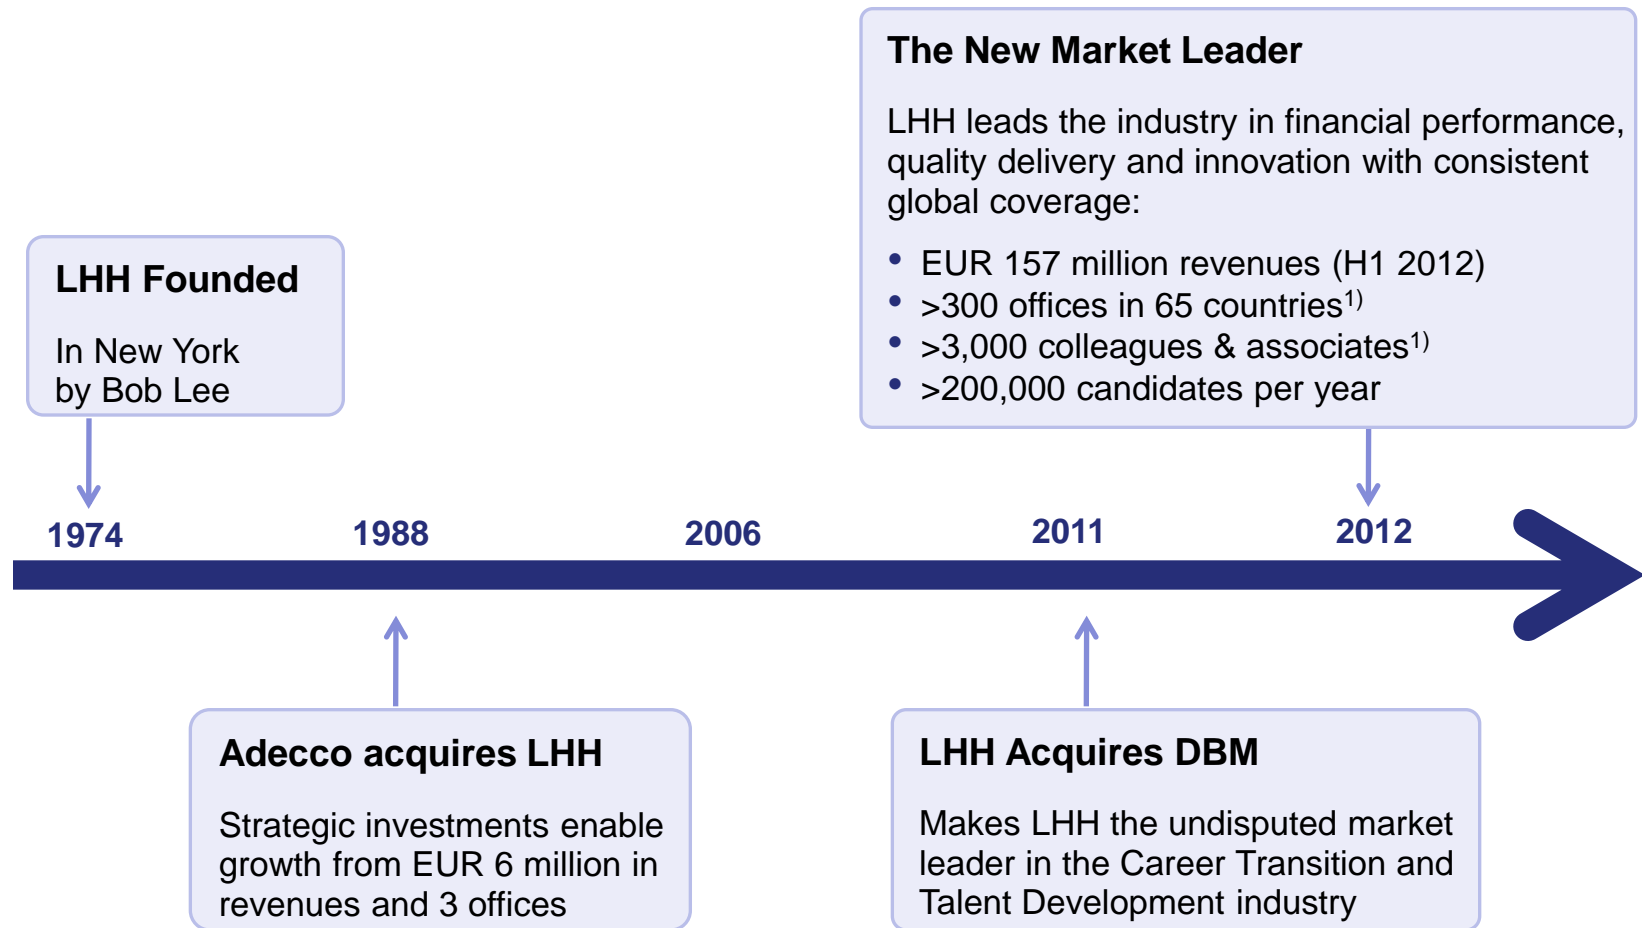 The New Market Leader
LHH leads the industry in financial performance,
quality delivery and innovation with consistent
global coverage:
• EUR 157 million revenues (H1 2012)
• >300 offices in 65 countries1)
• >3,000 colleagues & associates1)
• >200,000 candidates per year
LHH Founded
In New York
by Bob Lee
1974 1988 2006 2011 2012
Adecco acquires LHH
Strategic investments enable
growth from EUR 6 million in
revenues and 3 offices
LHH Acquires DBM
Makes LHH the undisputed market
leader in the Career Transition and
Talent Development industry